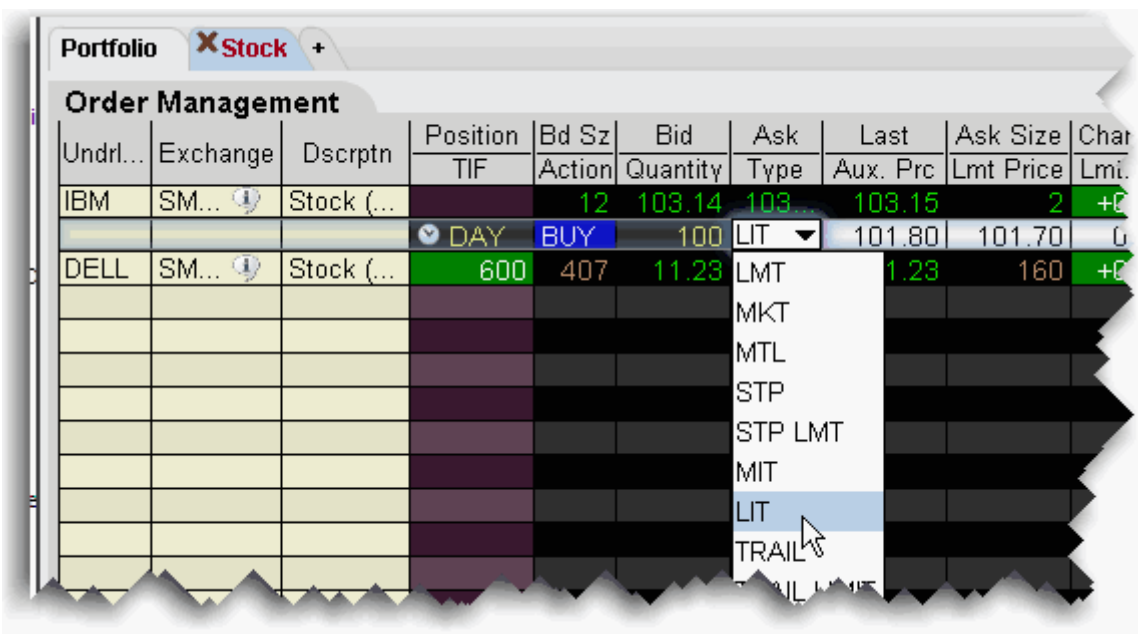 Portfolio Stock +
Order Management
Undrl... Exchange Dscrptn Position Bd Sz Bid Ask Last Ask Size
TIF Action Quantity Type Aux. Prc Lmt Price
IBM SM... Stock (... 12 103.14 103... 103.15 2
DAY BUY 100 LIT 101.80 101.70
DELL SM... Stock (... 600 407 11.23 1.23 160
LMT
MKT
MTL
STP
STP LMT
MIT
LIT
TRAIL